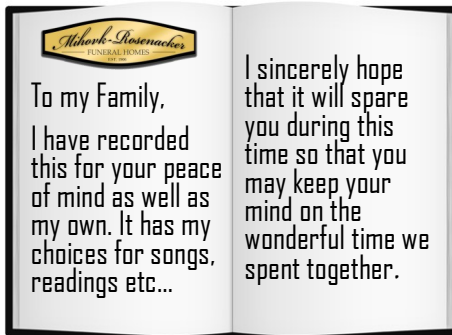 Mihovk-Rosenacker
FUNERAL HOMES
EST. 1886
To my Family,
I have recorded
this for your peace
of mind as well as
my own. It has my
choices for songs,
readings etc...
I sincerely hope
that it will spare
you during this
time so that you
may keep your
mind on the
wonderful time we
spent together.